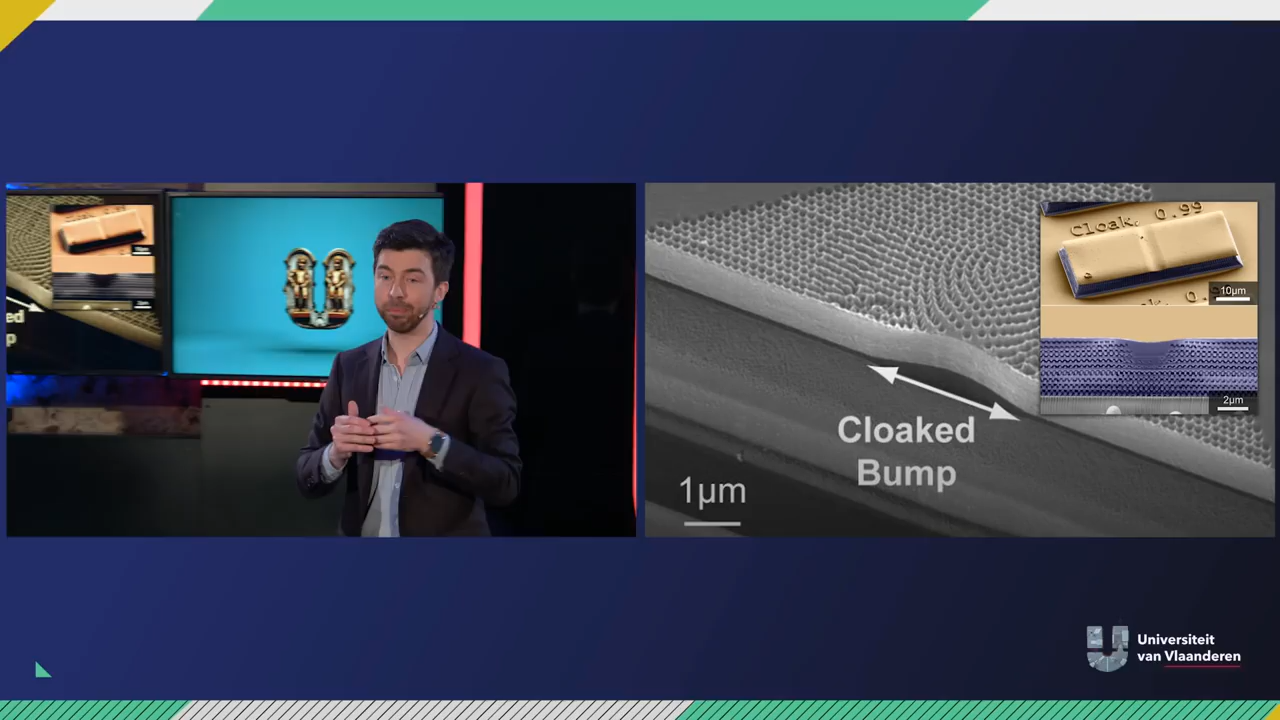 Cloak, 0.99
10μm
2μm
Cloaked
Bump
1μm
ed
p
Universiteit
van Vlaanderen